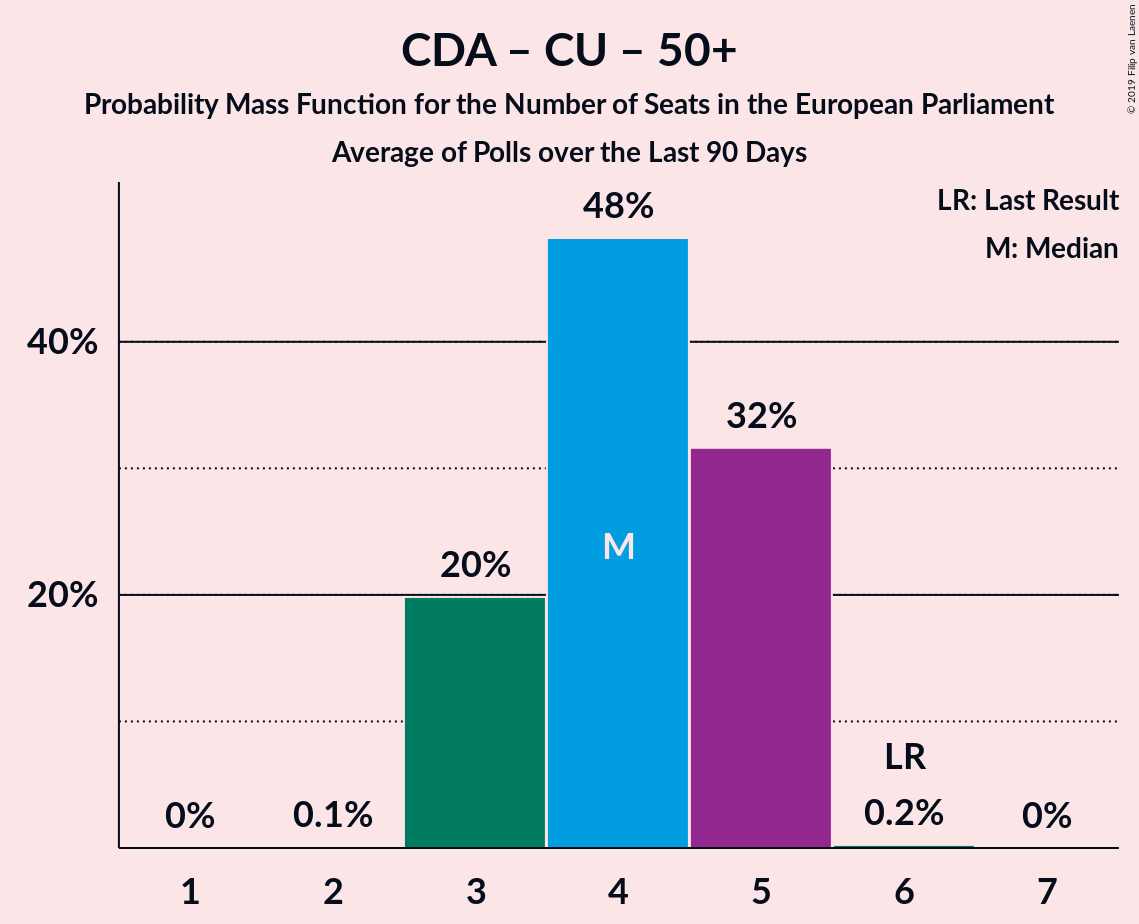 CDA – CU – 50+
Probability Mass Function for the Number of Seats in the European Parliament
Average of Polls over the Last 90 Days
© 2019 Filip van Laenen
LR: Last Result
M: Median
48%
40%
32%
M
20%
20%
LR
0% 0.1% 0.2% 0%
1 2 3 4 5 6 7